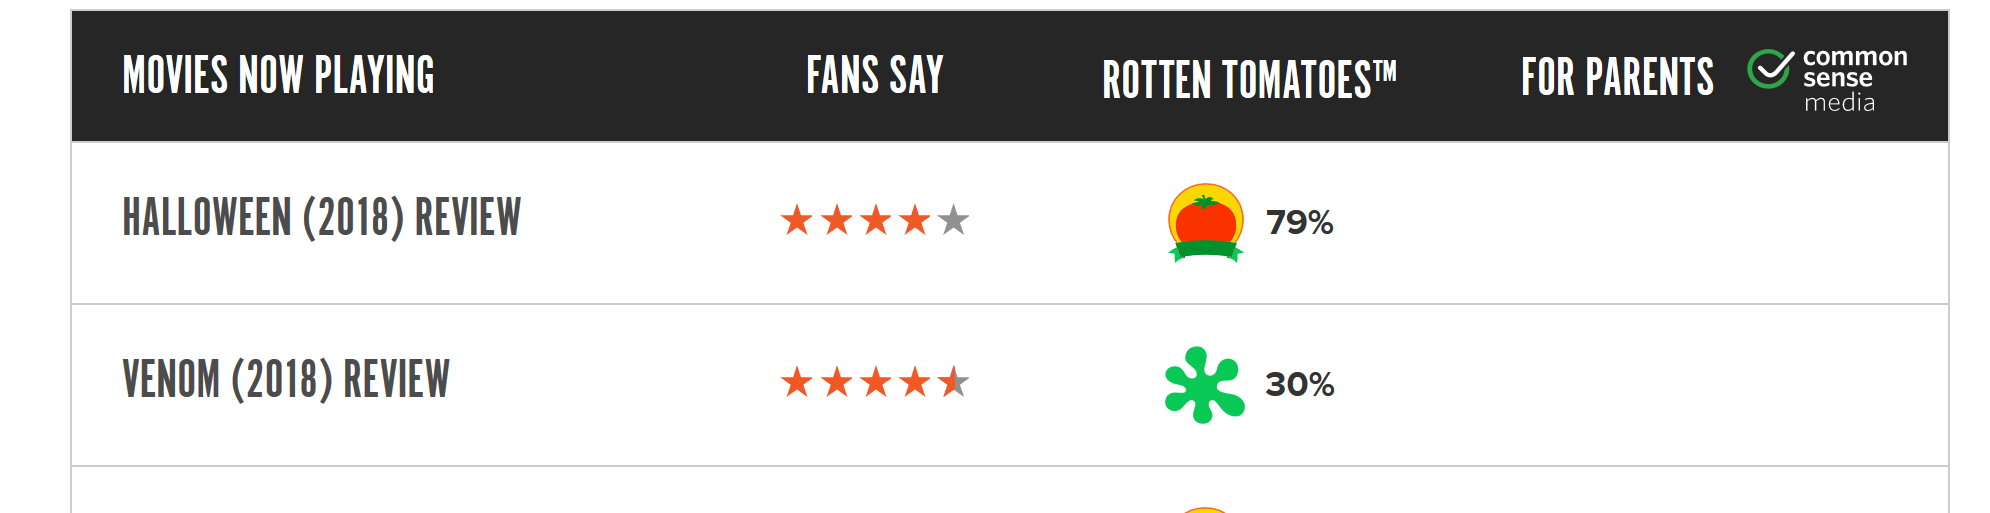 MOVIES NOW PLAYING FANS SAY ROTTEN TOMATOES™ FOR PARENTS common sense media
HALLOWEEN (2018) REVIEW 79%
VENOM (2018) REVIEW 30%